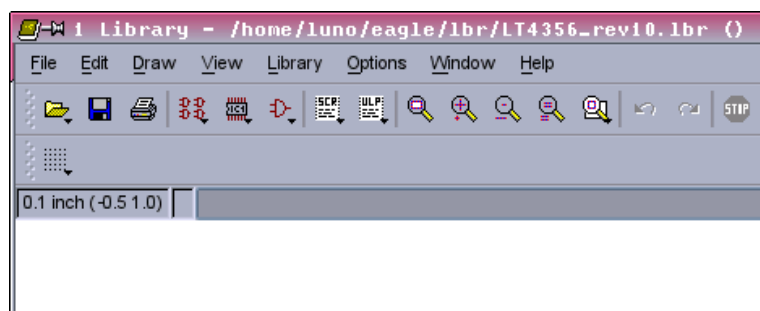 1 Library - /home/luno/eagle/lbr/LT4356_rev10.lbr ()
File Edit Draw View Library Options Window Help
SCR ULP STOP
0.1 inch (-0.5 1.0)